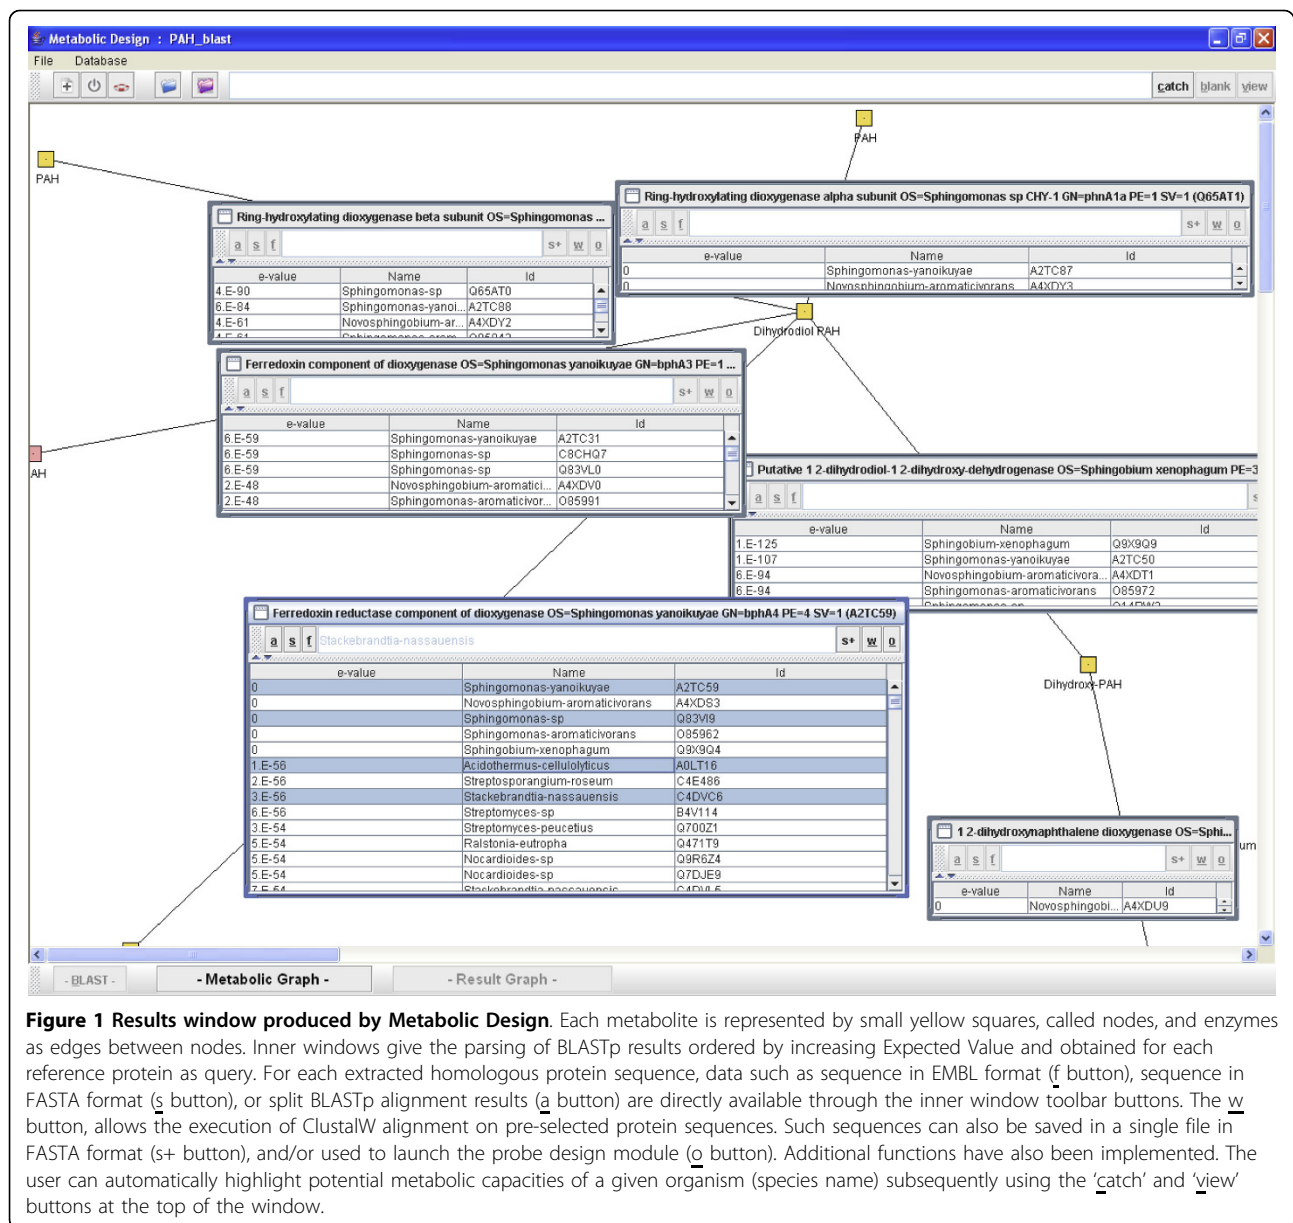 Metabolic Design : PAH_blast
File Database
catch blank view
PAH
PAH
Ring-hydroxylating dioxygenase alpha subunit OS=Sphingomonas sp CHY-1 GN=phnA1a PE=1 SV=1 (Q65AT1)
a s f s+ w o
e-value Name Id
0 Sphingomonas-yanoikuyae A2TC87
0 Novosphingobium-aromaticivorans A4XDY3
Ring-hydroxylating dioxygenase beta subunit OS=Sphingomonas ...
a s f s+ w o
e-value Name Id
4.E-90 Sphingomonas-sp Q65AT0
6.E-84 Sphingomonas-yanoi... A2TC88
4.E-61 Novosphingobium-ar... A4XDY2
Dihydrodiol PAH
Ferredoxin component of dioxygenase OS=Sphingomonas yanoikuyae GN=bphA3 PE=1 ...
a s f s+ w o
e-value Name Id
6.E-59 Sphingomonas-yanoikuyae A2TC31
6.E-59 Sphingomonas-sp C8CHQ7
6.E-59 Sphingomonas-sp Q83VL0
2.E-48 Novosphingobium-aromatici... A4XDV0
2.E-48 Sphingomonas-aromaticivor... O85991
AH
Putative 1 2-dihydrodiol-1 2-dihydroxy-dehydrogenase OS=Sphingobium xenophagum PE=3
a s f s
e-value Name Id
1.E-125 Sphingobium-xenophagum Q9X9Q9
1.E-107 Sphingomonas-yanoikuyae A2TC50
6.E-94 Novosphingobium-aromaticivora... A4XDT1
6.E-94 Sphingomonas-aromaticivorans O85972
Ferredoxin reductase component of dioxygenase OS=Sphingomonas yanoikuyae GN=bphA4 PE=4 SV=1 (A2TC59)
a s f Stackebrandtia-nassauensis s+ w o
e-value Name Id
0 Sphingomonas-yanoikuyae A2TC59
0 Novosphingobium-aromaticivorans A4XDS3
0 Sphingomonas-sp Q83VI9
0 Sphingomonas-aromaticivorans O85962
0 Sphingobium-xenophagum Q9X9Q4
1.E-56 Acidothermus-cellulolyticus A0LT16
2.E-56 Streptosporangium-roseum C4E486
3.E-56 Stackebrandtia-nassauensis C4DVC6
6.E-56 Streptomyces-sp B4V114
3.E-54 Streptomyces-peucetius Q700Z1
5.E-54 Ralstonia-eutropha Q471T9
5.E-54 Nocardioides-sp Q9R6Z4
5.E-54 Nocardioides-sp Q7DJE9
7.E-54 Stackebrandtia-nassauensis C4DVL5
Dihydroxy-PAH
1 2-dihydroxynaphthalene dioxygenase OS=Sphi...
a s f s+ w o
e-value Name Id
0 Novosphingobi... A4XDU9
um
- BLAST - - Metabolic Graph - - Result Graph -
Figure 1 Results window produced by Metabolic Design. Each metabolite is represented by small yellow squares, called nodes, and enzymes
as edges between nodes. Inner windows give the parsing of BLASTp results ordered by increasing Expected Value and obtained for each
reference protein as query. For each extracted homologous protein sequence, data such as sequence in EMBL format (f button), sequence in
FASTA format (s button), or split BLASTp alignment results (a button) are directly available through the inner window toolbar buttons. The w
button, allows the execution of ClustalW alignment on pre-selected protein sequences. Such sequences can also be saved in a single file in
FASTA format (s+ button), and/or used to launch the probe design module (o button). Additional functions have also been implemented. The
user can automatically highlight potential metabolic capacities of a given organism (species name) subsequently using the ‘catch’ and ‘view’
buttons at the top of the window.